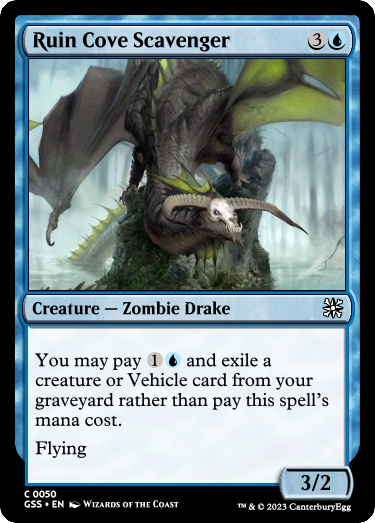 Ruin Cove Scavenger 3
Creature — Zombie Drake
You may pay 1 and exile a
creature or Vehicle card from your
graveyard rather than pay this spell's
mana cost.
Flying
3/2
C 0050
GSS • EN Wizards of the Coast
™ & © 2023 CanterburyEgg